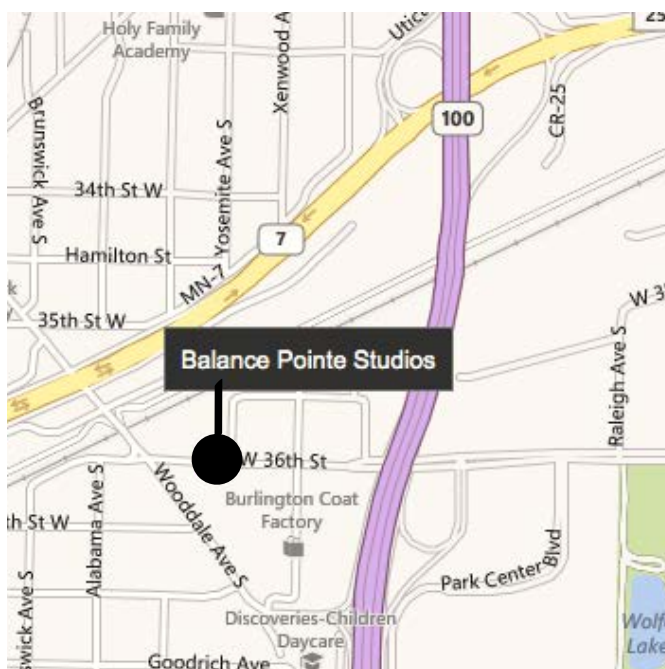 Holy Family
Academy
Xenwood A
Utica
25
Brunswick Ave S
Yosemite Ave S
100
CR-25
34th St W
7
Hamilton St
MN-7
35th St W
W 3
Balance Pointe Studios
Raleigh Ave S
W 36th St
Wooddale Ave S
Burlington Coat
Factory
th St W
Alabama Ave S
Park Center Blvd
swick Ave S
Discoveries-Children
Daycare
Wolf
Lake
Goodrich Ave